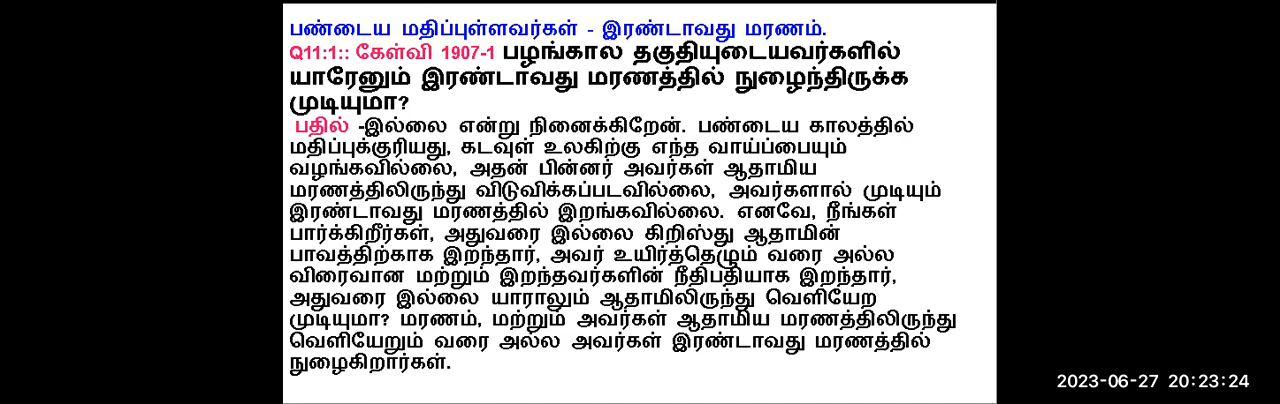 பண்டைய மதிப்புள்ளவர்கள் - இரண்டாவது மரணம்.
Q11:1:: கேள்வி 1907-1 பழங்கால தகுதியுடையவர்களில்
யாரேனும் இரண்டாவது மரணத்தில் நுழைந்திருக்க
முடியுமா?
பதில் -இல்லை என்று நினைக்கிறேன். பண்டைய காலத்தில்
மதிப்புக்குரியது, கடவுள் உலகிற்கு எந்த வாய்ப்பையும்
வழங்கவில்லை, அதன் பின்னர் அவர்கள் ஆதாமிய
மரணத்திலிருந்து விடுவிக்கப்படவில்லை, அவர்களால் முடியும்
இரண்டாவது மரணத்தில் இறங்கவில்லை. எனவே, நீங்கள்
பார்க்கிறீர்கள், அதுவரை இல்லை கிறிஸ்து ஆதாமின்
பாவத்திற்காக இறந்தார், அவர் உயிர்த்தெழும் வரை அல்ல
விரைவான மற்றும் இறந்தவர்களின் நீதிபதியாக இறந்தார்,
அதுவரை இல்லை யாராலும் ஆதாமிலிருந்து வெளியேற
முடியுமா? மரணம், மற்றும் அவர்கள் ஆதாமிய மரணத்திலிருந்து
வெளியேறும் வரை அல்ல அவர்கள் இரண்டாவது மரணத்தில்
நுழைகிறார்கள்.
2023-06-27 20:23:24